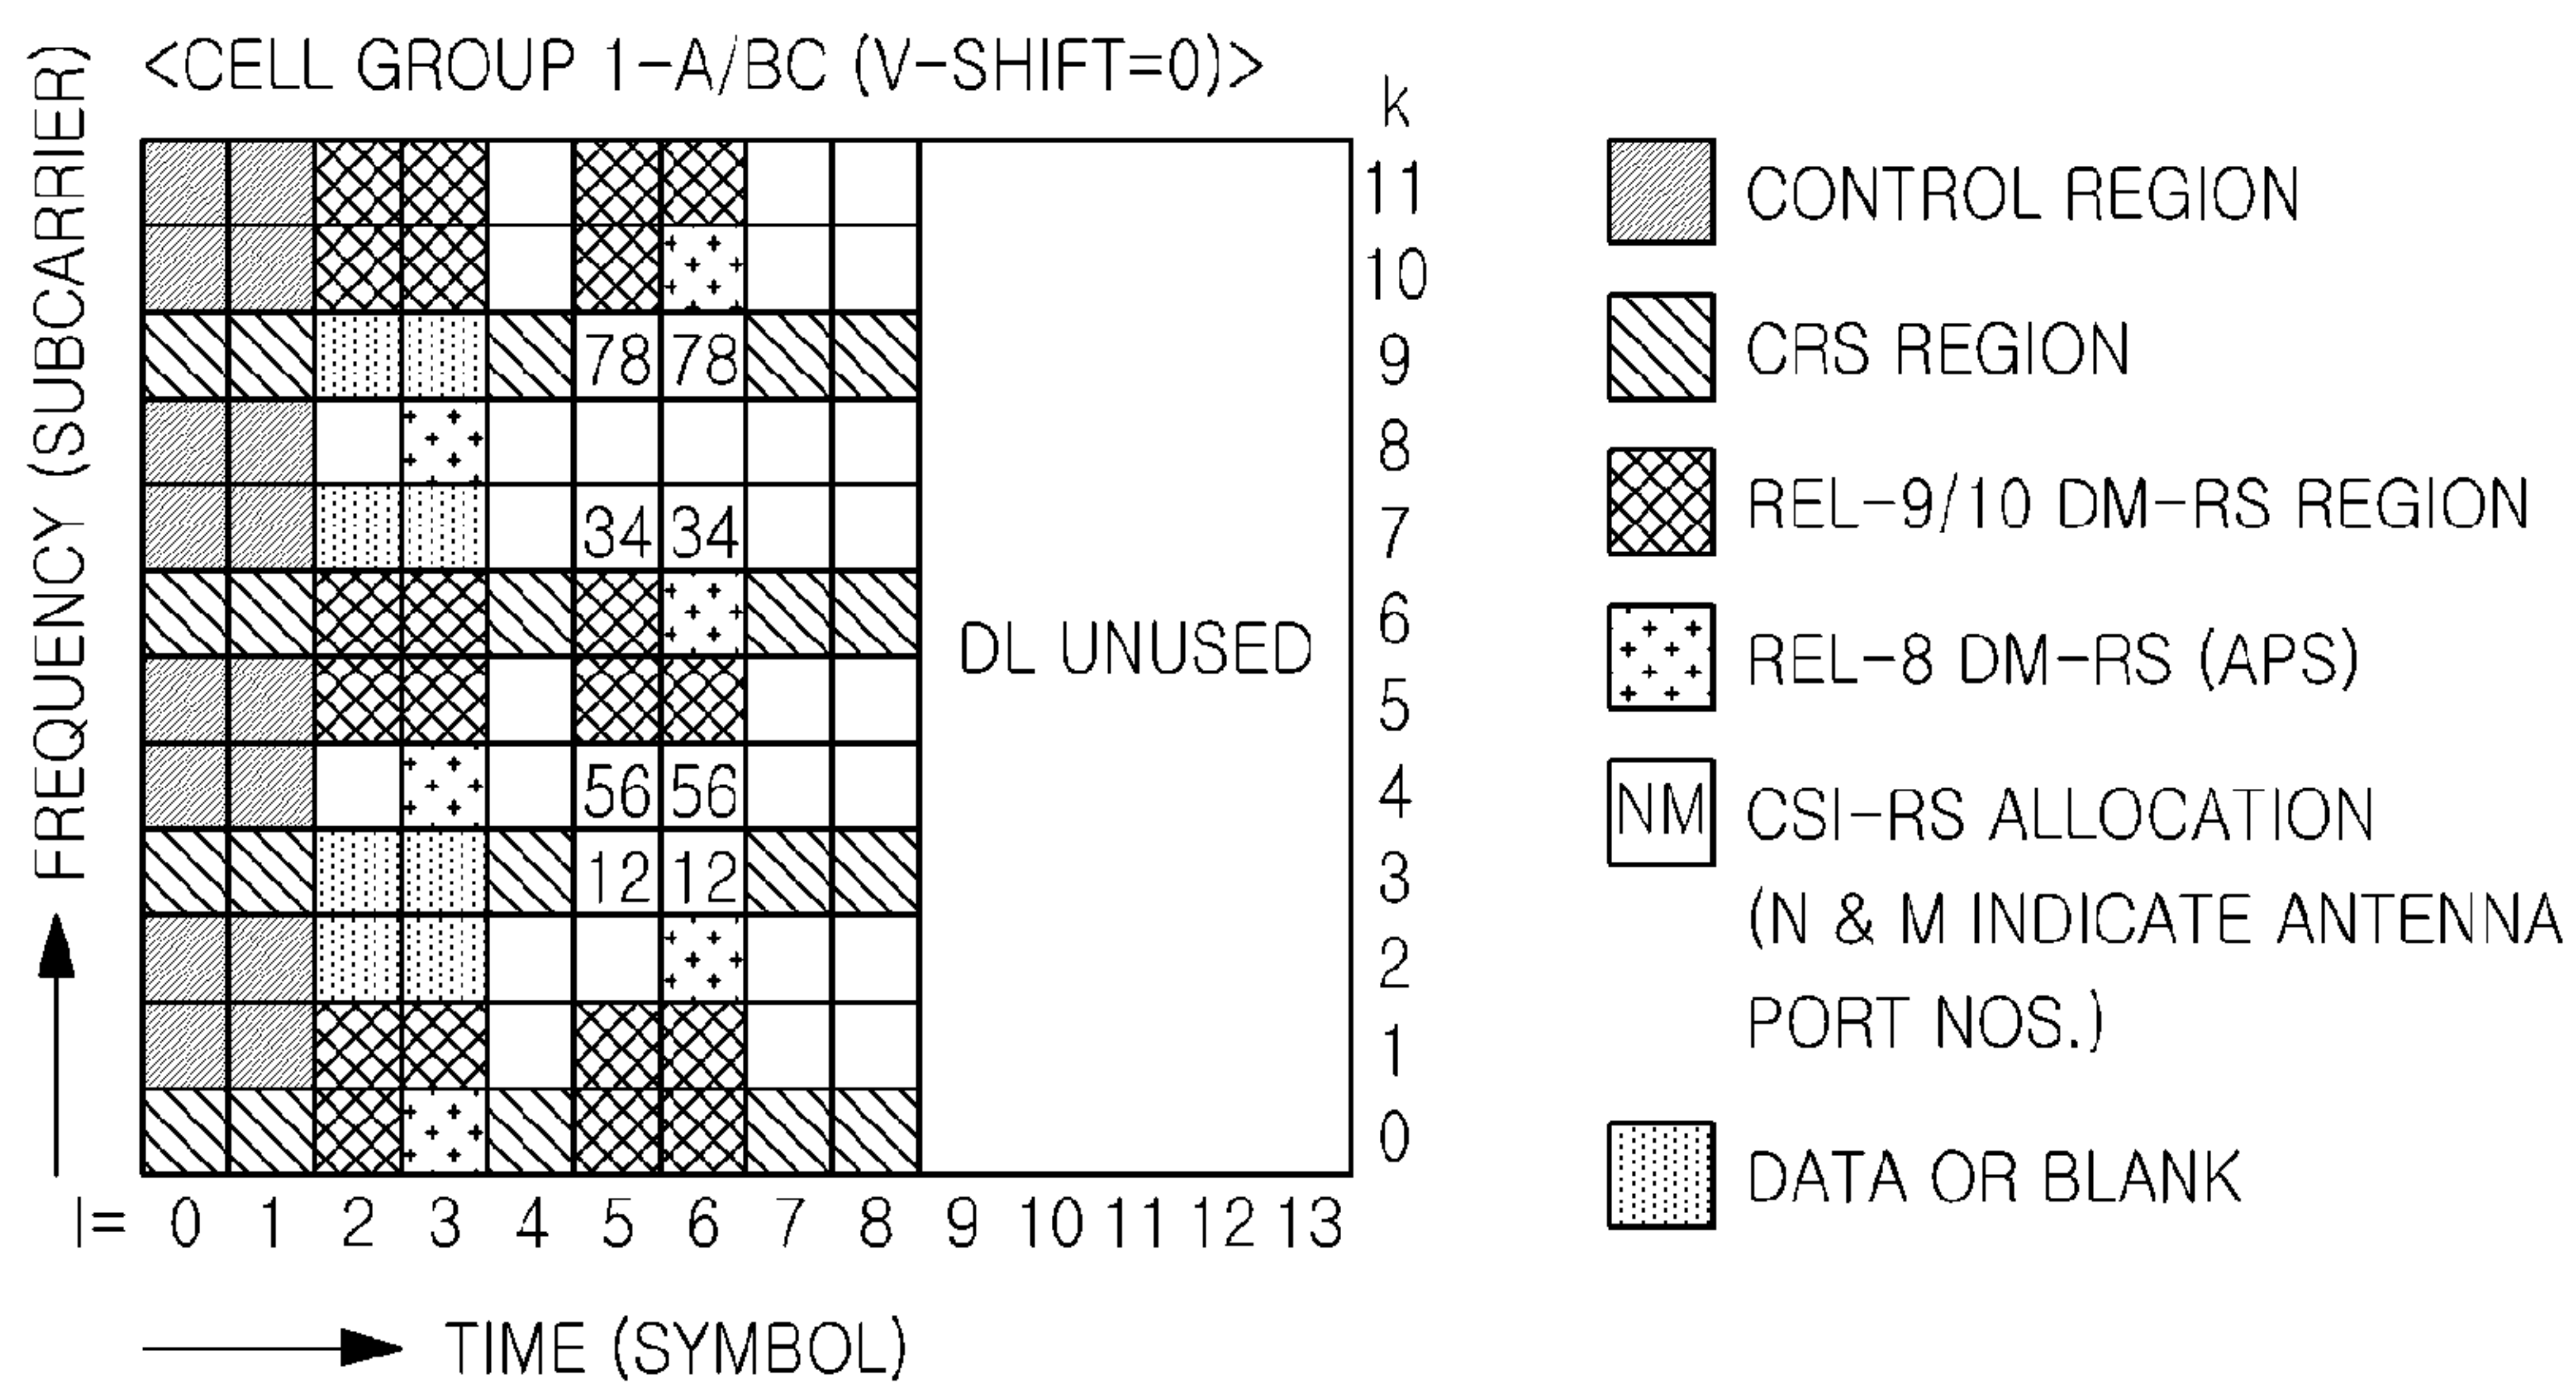 <CELL GROUP 1-A/BC (V-SHIFT=0)>
FREQUENCY (SUBCARRIER)
k
11
10
78 78 9
8
34 34 7
6
DL UNUSED
5
56 56 4
12 12 3
2
1
0
l= 0 1 2 3 4 5 6 7 8 9 10 11 12 13
TIME (SYMBOL)
CONTROL REGION
CRS REGION
REL-9/10 DM-RS REGION
REL-8 DM-RS (APS)
NM CSI-RS ALLOCATION
(N & M INDICATE ANTENNA
PORT NOS.)
DATA OR BLANK